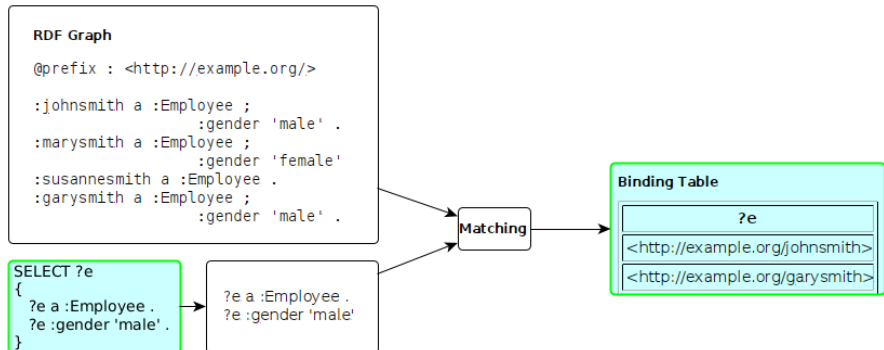 RDF Graph
@prefix : <http://example.org/>
:johnsmith a :Employee ;
:gender 'male' .
:marysmith a :Employee ;
:gender 'female'
:susannesmith a :Employee .
:garysmith a :Employee ;
:gender 'male' .
SELECT ?e
{
?e a :Employee .
?e :gender 'male' .
}
?e a :Employee .
?e :gender 'male'
Matching
Binding Table
?e
<http://example.org/johnsmith>
<http://example.org/garysmith>